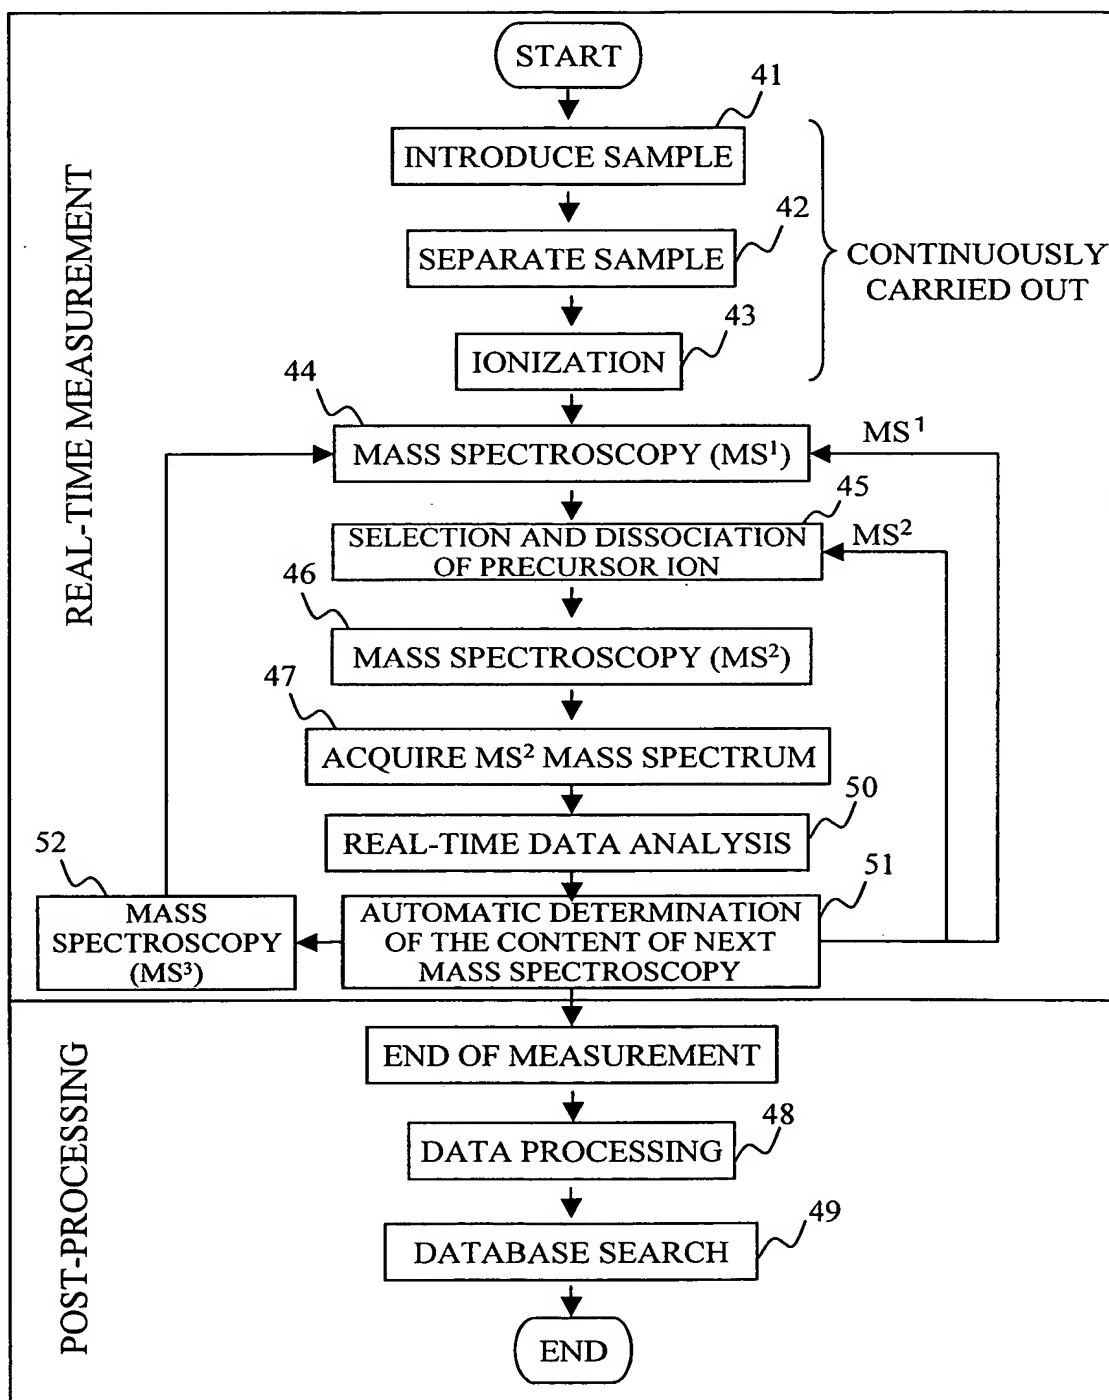 START
41
INTRODUCE SAMPLE
42
SEPARATE SAMPLE
CONTINUOUSLY
CARRIED OUT
43
IONIZATION
REAL-TIME MEASUREMENT
44
MASS SPECTROSCOPY (MS¹)
MS¹
45
SELECTION AND DISSOCIATION
OF PRECURSOR ION
MS²
46
MASS SPECTROSCOPY (MS²)
47
ACQUIRE MS² MASS SPECTRUM
50
REAL-TIME DATA ANALYSIS
52
MASS
SPECTROSCOPY
(MS³)
51
AUTOMATIC DETERMINATION
OF THE CONTENT OF NEXT
MASS SPECTROSCOPY
POST-PROCESSING
END OF MEASUREMENT
48
DATA PROCESSING
49
DATABASE SEARCH
END